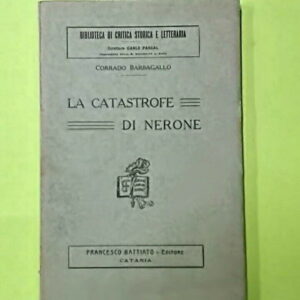 BIBLIOTECA DI CRITICA STORICA E LETTERARIA
Direttore CARLO PASCAL
CORRADO BARBAGALLO
LA CATASTROFE
DI NERONE
FRANCESCO BATTIATO - EDITORE
CATANIA